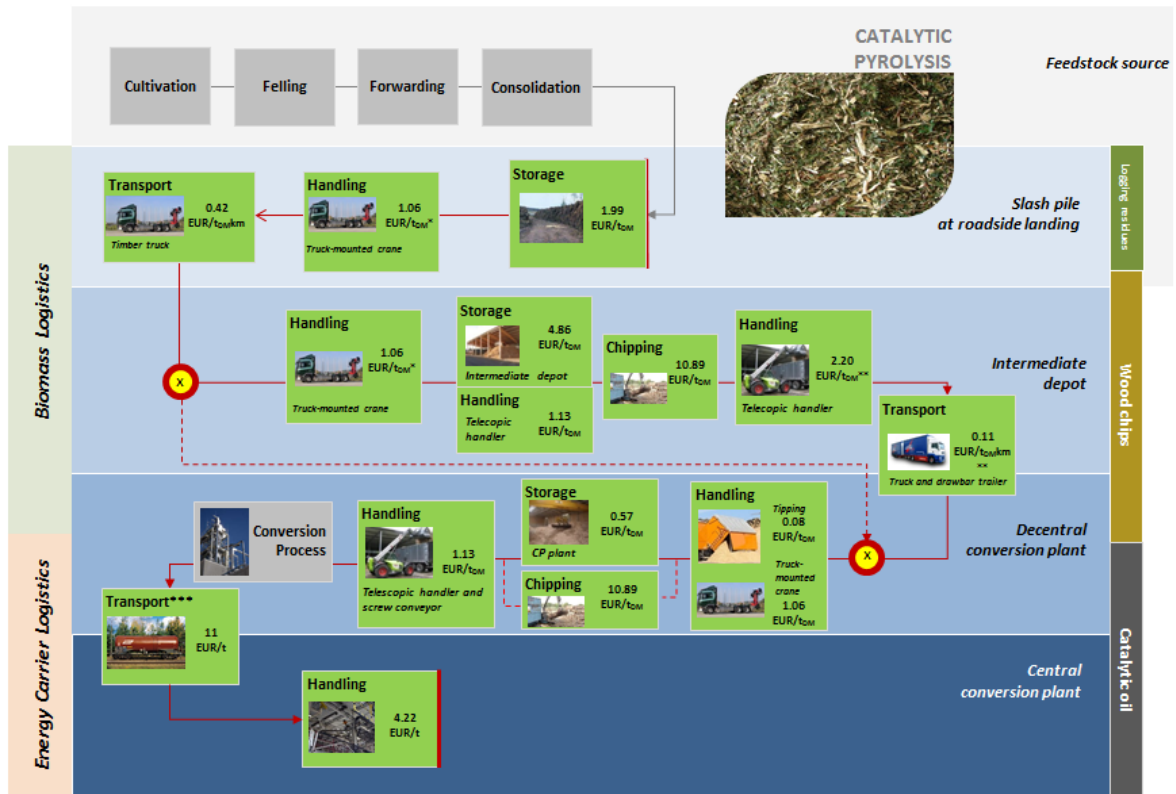 CATALYTIC
PYROLYSIS
Feedstock source
Cultivation
Felling
Forwarding
Consolidation
Biomass Logistics
Energy Carrier Logistics
Logging residues
Wood chips
Catalytic oil
Slash pile
at roadside landing
Transport
0.42
EUR/tDMkm
Timber truck
Handling
1.06
EUR/tDM*
Truck-mounted crane
Storage
1.99
EUR/tDM
Intermediate
depot
X
Handling
1.06
EUR/tDM*
Truck-mounted crane
Storage
4.86
EUR/tDM
Intermediate depot
Handling
Telecopic
handler
1.13
EUR/tDM
Chipping
10.89
EUR/tDM
Handling
2.20
EUR/tDM**
Telecopic handler
Transport
0.11
EUR/tDMkm
**
Truck and drawbar trailer
Decentral
conversion plant
X
Handling
Tipping
0.08
EUR/tDM
Truck-
mounted
crane
1.06
EUR/tDM
Storage
0.57
EUR/tDM
CP plant
Chipping
10.89
EUR/tDM
Handling
1.13
EUR/tDM
Telescopic handler and
screw conveyor
Conversion
Process
Transport***
11
EUR/t
Central
conversion plant
Handling
4.22
EUR/t